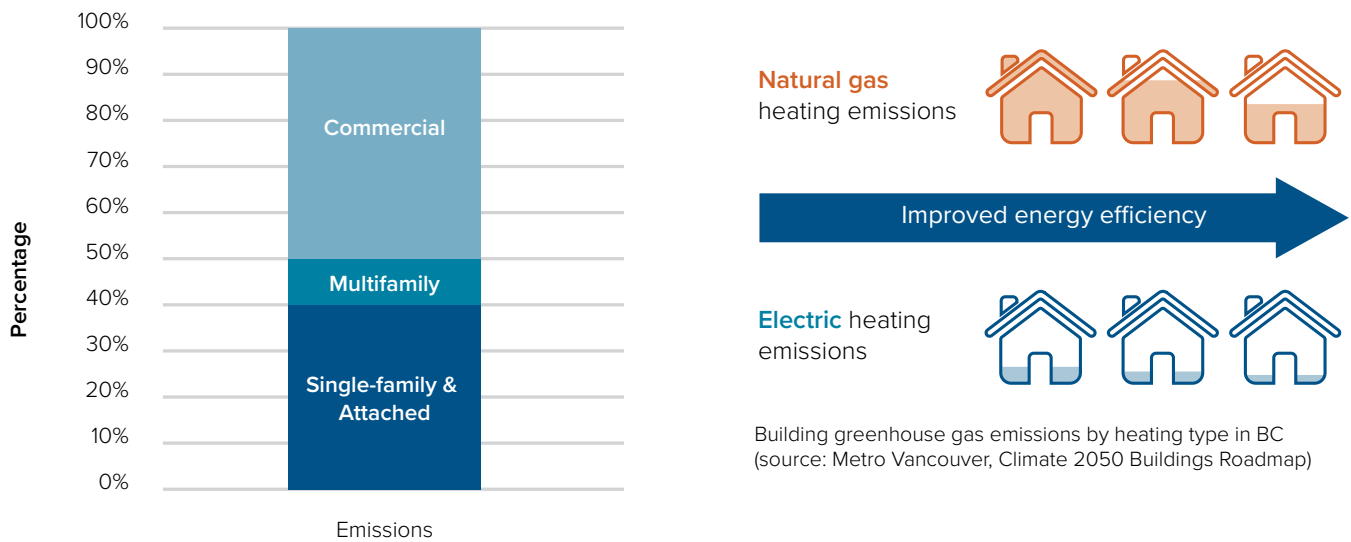 100%
90%
80%
70%
60%
50%
40%
30%
20%
10%
0%
Percentage
Commercial
Multifamily
Single-family &
Attached
Emissions
Natural gas
heating emissions
Improved energy efficiency
Electric heating
emissions
Building greenhouse gas emissions by heating type in BC
(source: Metro Vancouver, Climate 2050 Buildings Roadmap)